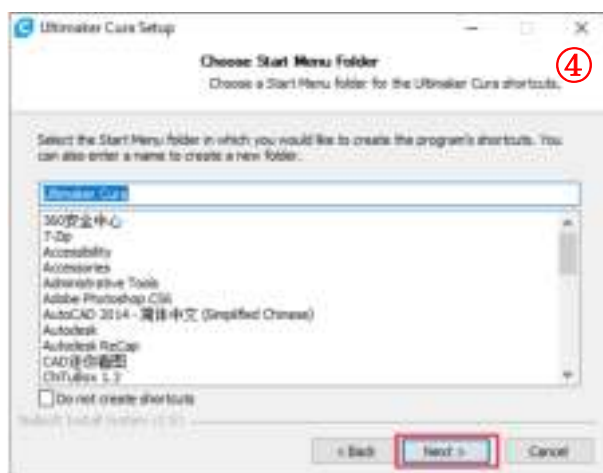 Ultimaker Cura Setup
Choose Start Menu Folder
④
Choose a Start Menu folder for the Ultimaker Cura shortcuts.
Select the Start Menu folder in which you would like to create the program's shortcuts. You
can also enter a name to create a new folder.
Ultimaker Cura
360安全中心
7-Zip
Accessibility
Accessories
Administrative Tools
Adobe Photoshop CS6
AutoCAD 2014 - 简体中文 (Simplified Chinese)
Autodesk
Autodesk ReCap
CAD迷你看图
ChiTuBox 1.3
Do not create shortcuts
< Back
Next >
Cancel